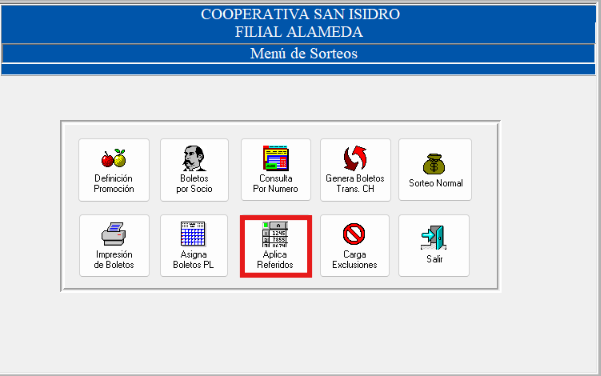 COOPERATIVA SAN ISIDRO
FILIAL ALAMEDA
Menú de Sorteos
Definición
Promoción
Boletos
por Socio
Consulta
Por Numero
Genera Boletos
Trans. CH
Sorteo Normal
Impresión
de Boletos
Asigna
Boletos PL
Aplica
Referidos
Carga
Exclusiones
Salir